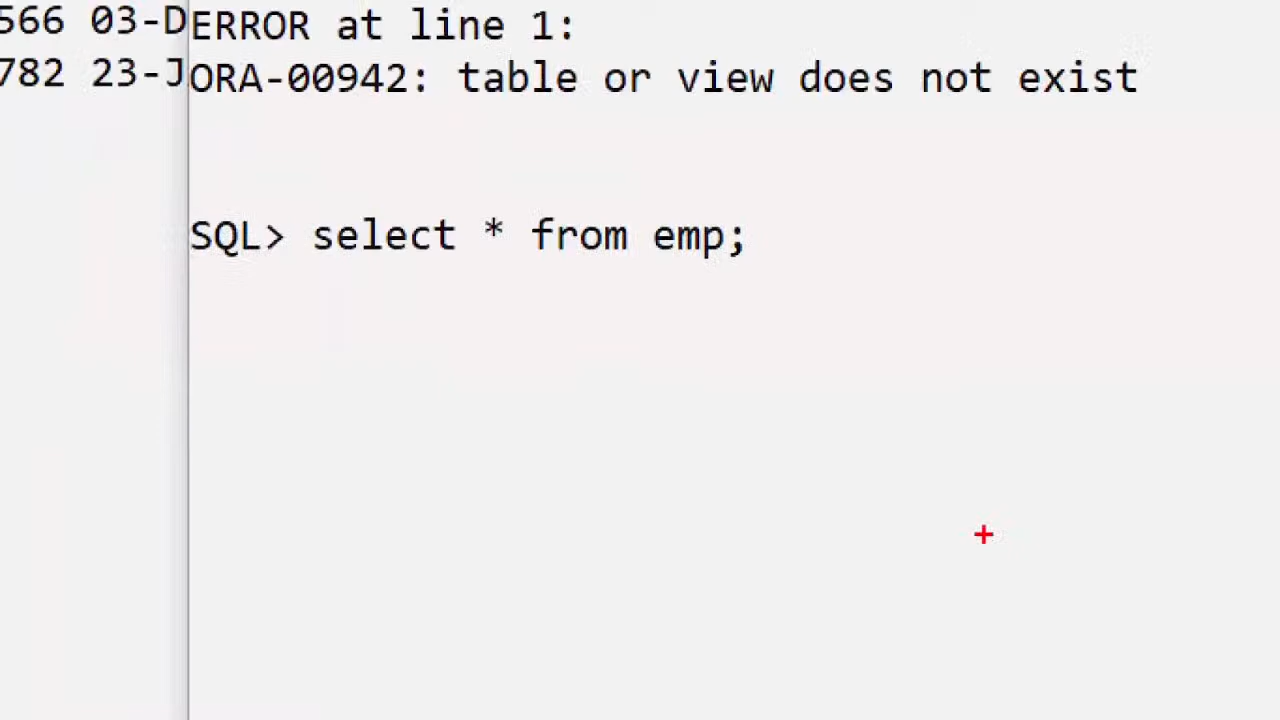 566 03-D
782 23-J
ERROR at line 1:
ORA-00942: table or view does not exist
SQL> select * from emp;